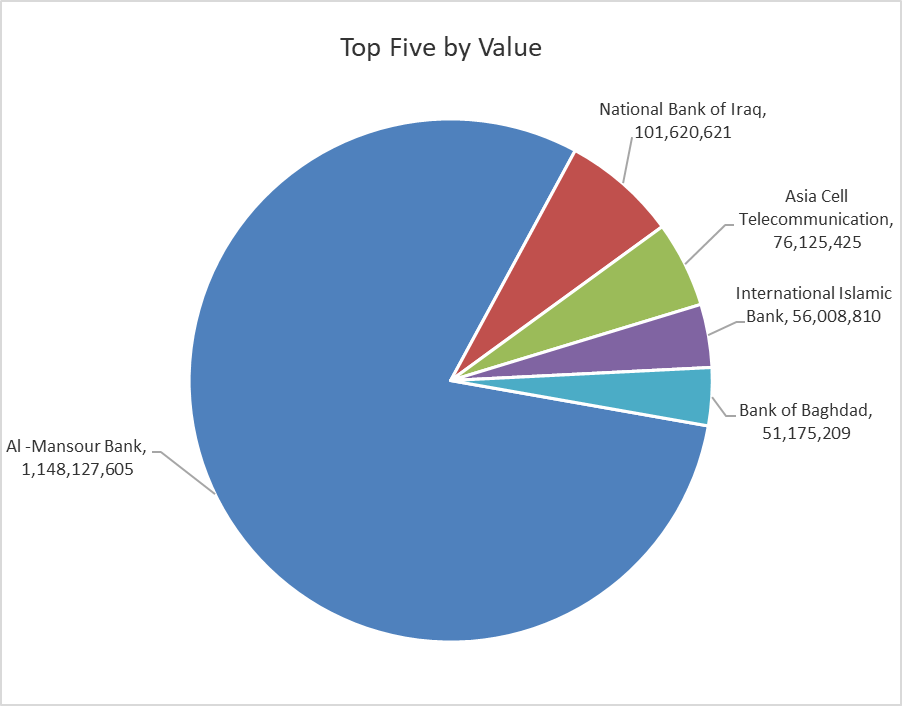 Top Five by Value
National Bank of Iraq,
101,620,621
Asia Cell
Telecommunication,
76,125,425
International Islamic
Bank, 56,008,810
Bank of Baghdad,
51,175,209
Al -Mansour Bank,
1,148,127,605